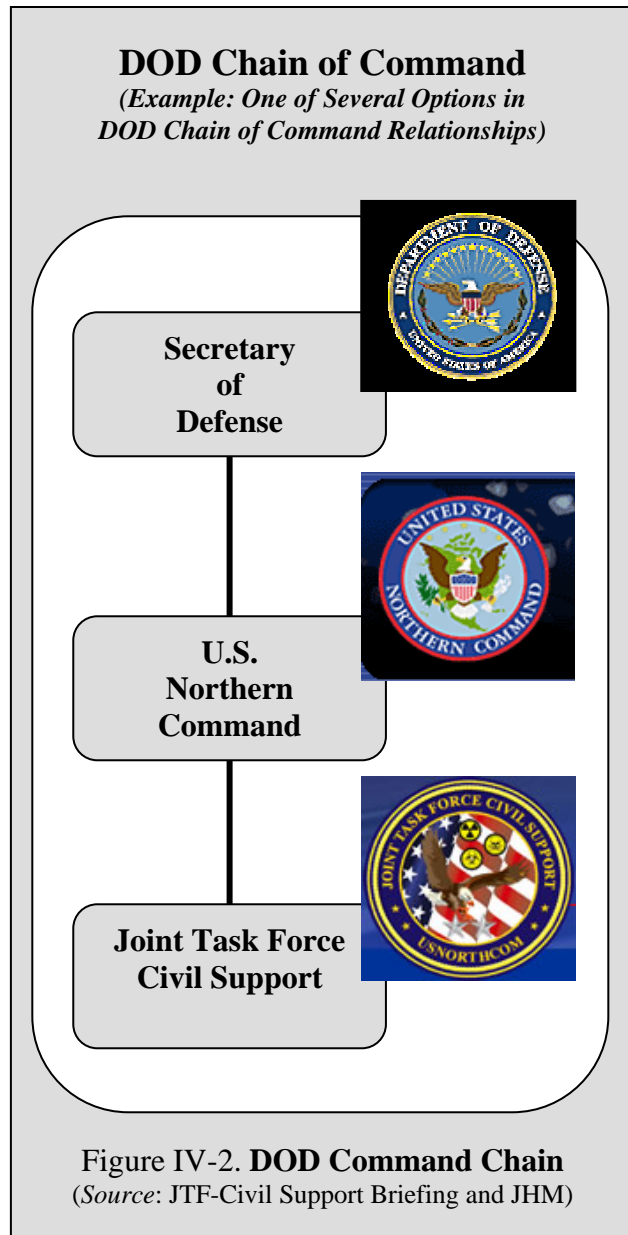 DOD Chain of Command
(Example: One of Several Options in
DOD Chain of Command Relationships)
DEPARTMENT OF DEFENSE
UNITED STATES OF AMERICA
Secretary
of
Defense
UNITED STATES
NORTHERN COMMAND
U.S.
Northern
Command
JOINT TASK FORCE CIVIL SUPPORT
USNORTHCOM
Joint Task Force
Civil Support
Figure IV-2. DOD Command Chain
(Source: JTF-Civil Support Briefing and JHM)